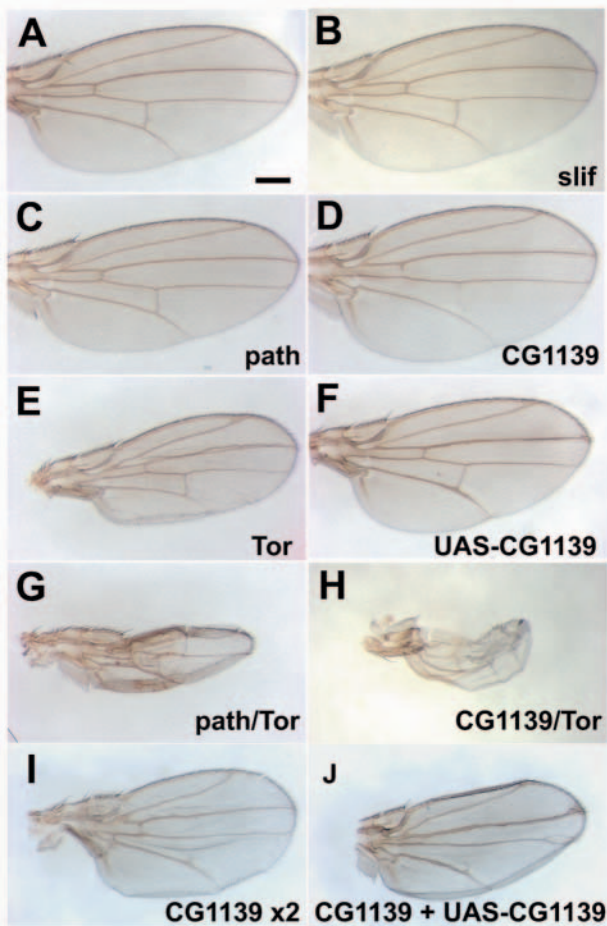 A
B
slif
C
path
D
CG1139
E
Tor
F
UAS-CG1139
G
path/Tor
H
CG1139/Tor
I
CG1139 x2
J
CG1139 + UAS-CG1139